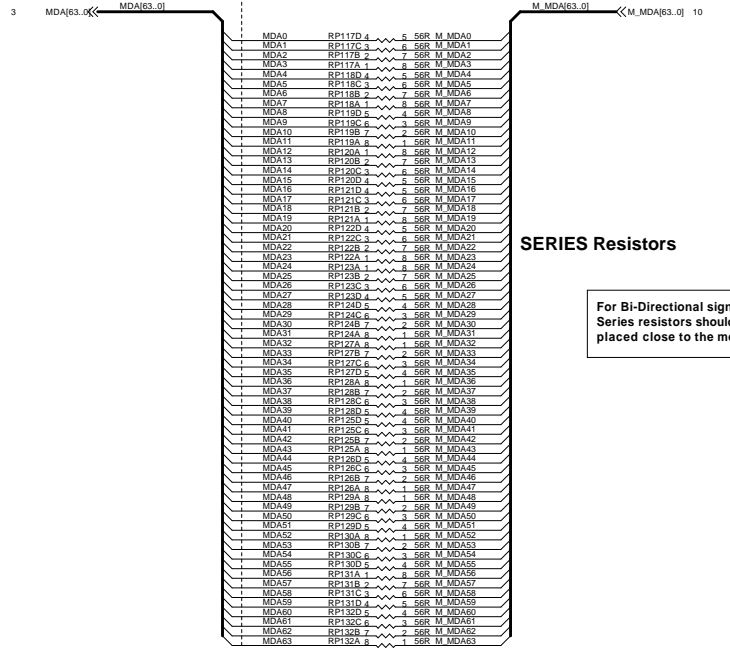 3 MDA[63..0] MDA[63..0] M_MDA[63..0] M_MDA[63..0] 10
MDA0 RP117D 4 5 56R M_MDA0
MDA1 RP117C 3 6 56R M_MDA1
MDA2 RP117B 2 7 56R M_MDA2
MDA3 RP117A 1 8 56R M_MDA3
MDA4 RP118D 4 5 56R M_MDA4
MDA5 RP118C 3 6 56R M_MDA5
MDA6 RP118B 2 7 56R M_MDA6
MDA7 RP118A 1 8 56R M_MDA7
MDA8 RP119D 5 4 56R M_MDA8
MDA9 RP119C 6 3 56R M_MDA9
MDA10 RP119B 7 2 56R M_MDA10
MDA11 RP119A 8 1 56R M_MDA11
MDA12 RP120A 1 8 56R M_MDA12
MDA13 RP120B 2 7 56R M_MDA13
MDA14 RP120C 3 6 56R M_MDA14
MDA15 RP120D 4 5 56R M_MDA15
MDA16 RP121D 4 5 56R M_MDA16
MDA17 RP121C 3 6 56R M_MDA17
MDA18 RP121B 2 7 56R M_MDA18
MDA19 RP121A 1 8 56R M_MDA19
MDA20 RP122D 4 5 56R M_MDA20
MDA21 RP122C 3 6 56R M_MDA21
MDA22 RP122B 2 7 56R M_MDA22
MDA23 RP122A 1 8 56R M_MDA23
MDA24 RP123A 1 8 56R M_MDA24
MDA25 RP123B 2 7 56R M_MDA25
MDA26 RP123C 3 6 56R M_MDA26
MDA27 RP123D 4 5 56R M_MDA27
MDA28 RP124D 5 4 56R M_MDA28
MDA29 RP124C 6 3 56R M_MDA29
MDA30 RP124B 7 2 56R M_MDA30
MDA31 RP124A 8 1 56R M_MDA31
MDA32 RP127A 8 1 56R M_MDA32
MDA33 RP127B 7 2 56R M_MDA33
MDA34 RP127C 6 3 56R M_MDA34
MDA35 RP127D 5 4 56R M_MDA35
MDA36 RP128A 8 1 56R M_MDA36
MDA37 RP128B 7 2 56R M_MDA37
MDA38 RP128C 6 3 56R M_MDA38
MDA39 RP128D 5 4 56R M_MDA39
MDA40 RP125D 5 4 56R M_MDA40
MDA41 RP125C 6 3 56R M_MDA41
MDA42 RP125B 7 2 56R M_MDA42
MDA43 RP125A 8 1 56R M_MDA43
MDA44 RP126D 5 4 56R M_MDA44
MDA45 RP126C 6 3 56R M_MDA45
MDA46 RP126B 7 2 56R M_MDA46
MDA47 RP126A 8 1 56R M_MDA47
MDA48 RP129A 8 1 56R M_MDA48
MDA49 RP129B 7 2 56R M_MDA49
MDA50 RP129C 6 3 56R M_MDA50
MDA51 RP129D 5 4 56R M_MDA51
MDA52 RP130A 8 1 56R M_MDA52
MDA53 RP130B 7 2 56R M_MDA53
MDA54 RP130C 6 3 56R M_MDA54
MDA55 RP130D 5 4 56R M_MDA55
MDA56 RP131A 1 8 56R M_MDA56
MDA57 RP131B 2 7 56R M_MDA57
MDA58 RP131C 3 6 56R M_MDA58
MDA59 RP131D 4 5 56R M_MDA59
MDA60 RP132D 5 4 56R M_MDA60
MDA61 RP132C 6 3 56R M_MDA61
MDA62 RP132B 7 2 56R M_MDA62
MDA63 RP132A 8 1 56R M_MDA63
SERIES Resistors
For Bi-Directional sign
Series resistors shoul
placed close to the m